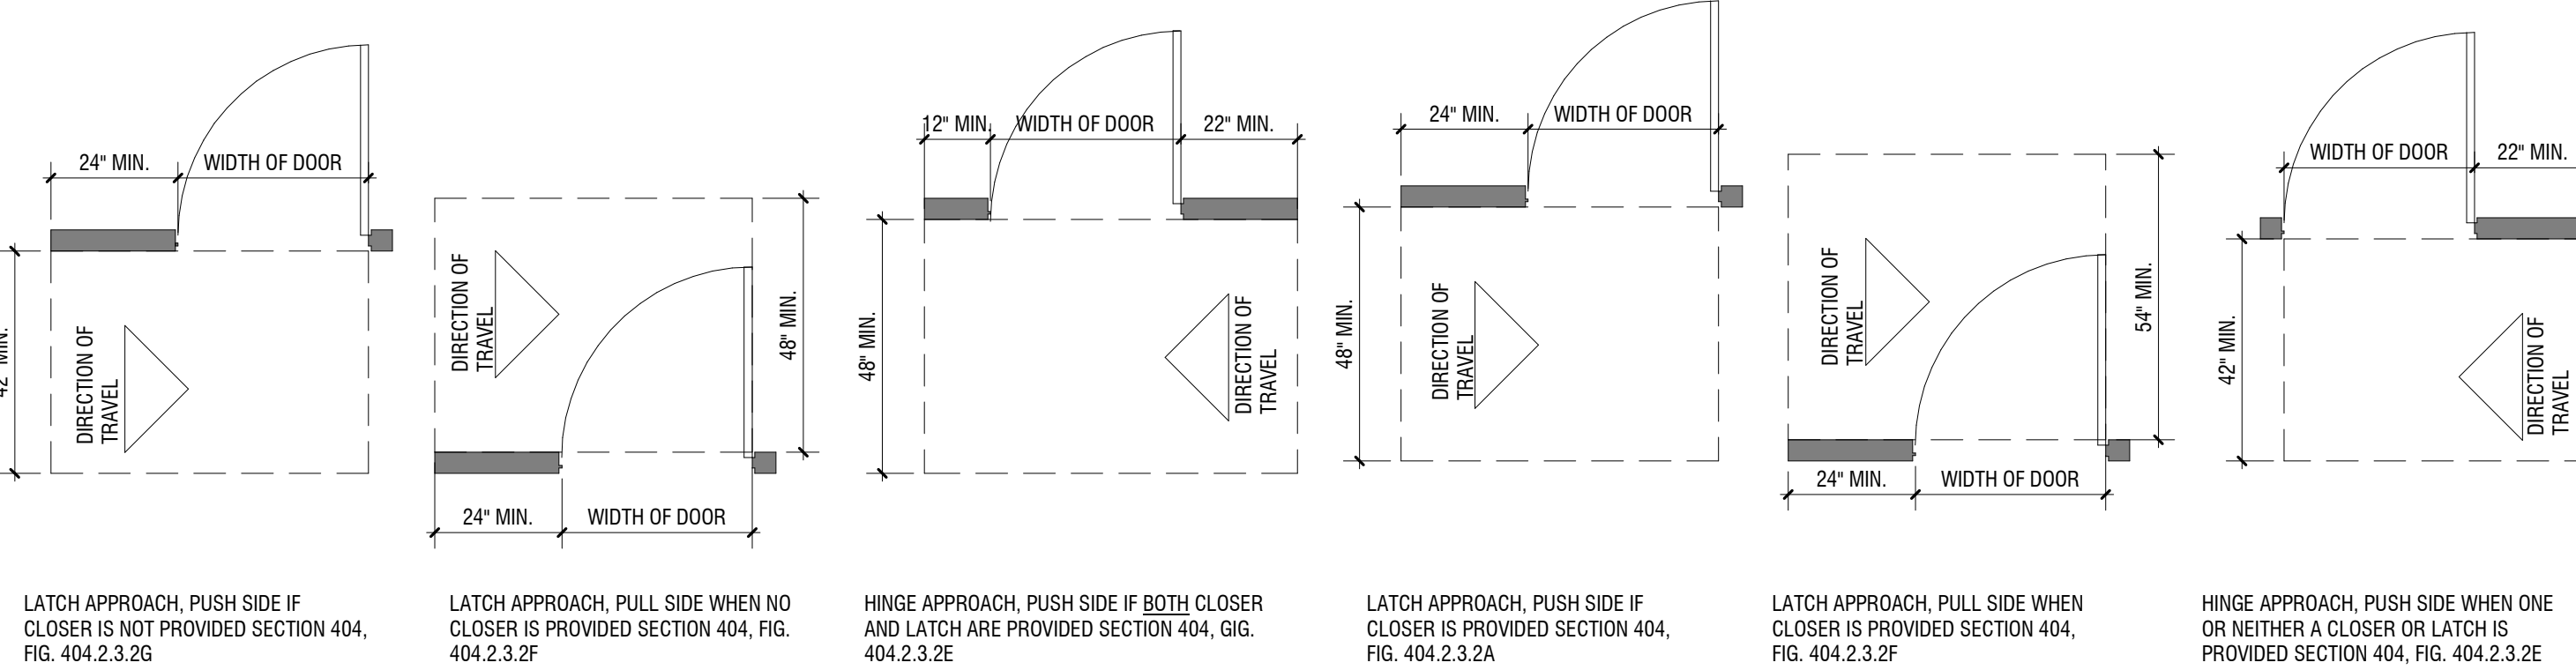 24" MIN.
WIDTH OF DOOR
42" MIN.
DIRECTION OF
TRAVEL
LATCH APPROACH, PUSH SIDE IF
CLOSER IS NOT PROVIDED SECTION 404,
FIG. 404.2.3.2G
DIRECTION OF
TRAVEL
48" MIN.
24" MIN.
WIDTH OF DOOR
LATCH APPROACH, PULL SIDE WHEN NO
CLOSER IS PROVIDED SECTION 404, FIG.
404.2.3.2F
12" MIN.
WIDTH OF DOOR
22" MIN.
48" MIN.
DIRECTION OF
TRAVEL
HINGE APPROACH, PUSH SIDE IF BOTH CLOSER
AND LATCH ARE PROVIDED SECTION 404, GIG.
404.2.3.2E
24" MIN.
WIDTH OF DOOR
48" MIN.
DIRECTION OF
TRAVEL
LATCH APPROACH, PUSH SIDE IF
CLOSER IS PROVIDED SECTION 404,
FIG. 404.2.3.2A
DIRECTION OF
TRAVEL
54" MIN.
24" MIN.
WIDTH OF DOOR
LATCH APPROACH, PULL SIDE WHEN
CLOSER IS PROVIDED SECTION 404,
FIG. 404.2.3.2F
WIDTH OF DOOR
22" MIN.
42" MIN.
DIRECTION OF
TRAVEL
HINGE APPROACH, PUSH SIDE WHEN ONE
OR NEITHER A CLOSER OR LATCH IS
PROVIDED SECTION 404, FIG. 404.2.3.2E